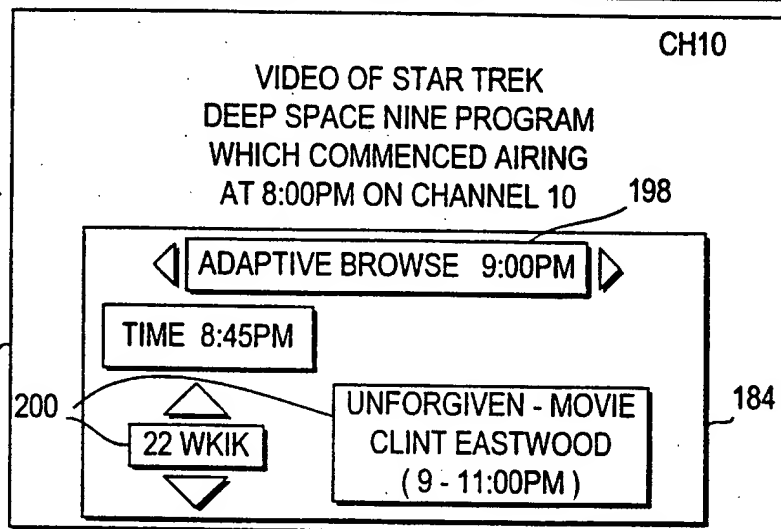 CH10
VIDEO OF STAR TREK
DEEP SPACE NINE PROGRAM
WHICH COMMENCED AIRING
AT 8:00PM ON CHANNEL 10
198
ADAPTIVE BROWSE 9:00PM
TIME 8:45PM
200
22 WKIK
UNFORGIVEN - MOVIE
CLINT EASTWOOD
( 9 - 11:00PM )
184